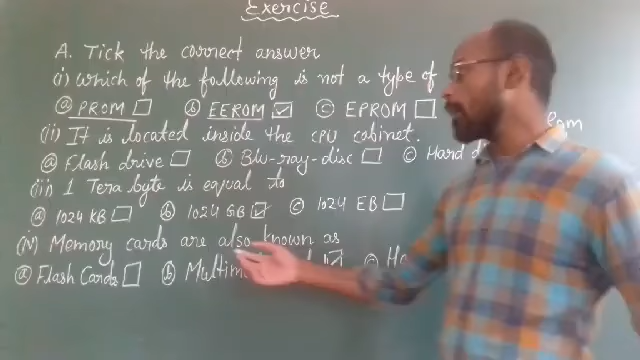 Exercise
A. Tick the correct answer
(i) Which of the following is not a type of
(a) PROM (b) EEROM (c) EPROM
(ii) It is located inside the CPU cabinet.
(a) Flash drive (b) Blu-ray-disc (c) Hard
(iii) 1 Tera byte is equal to
(a) 1024 KB (b) 1024 GB (c) 1024 EB
(iv) Memory cards are also known as
(a) Flash Cards (b)